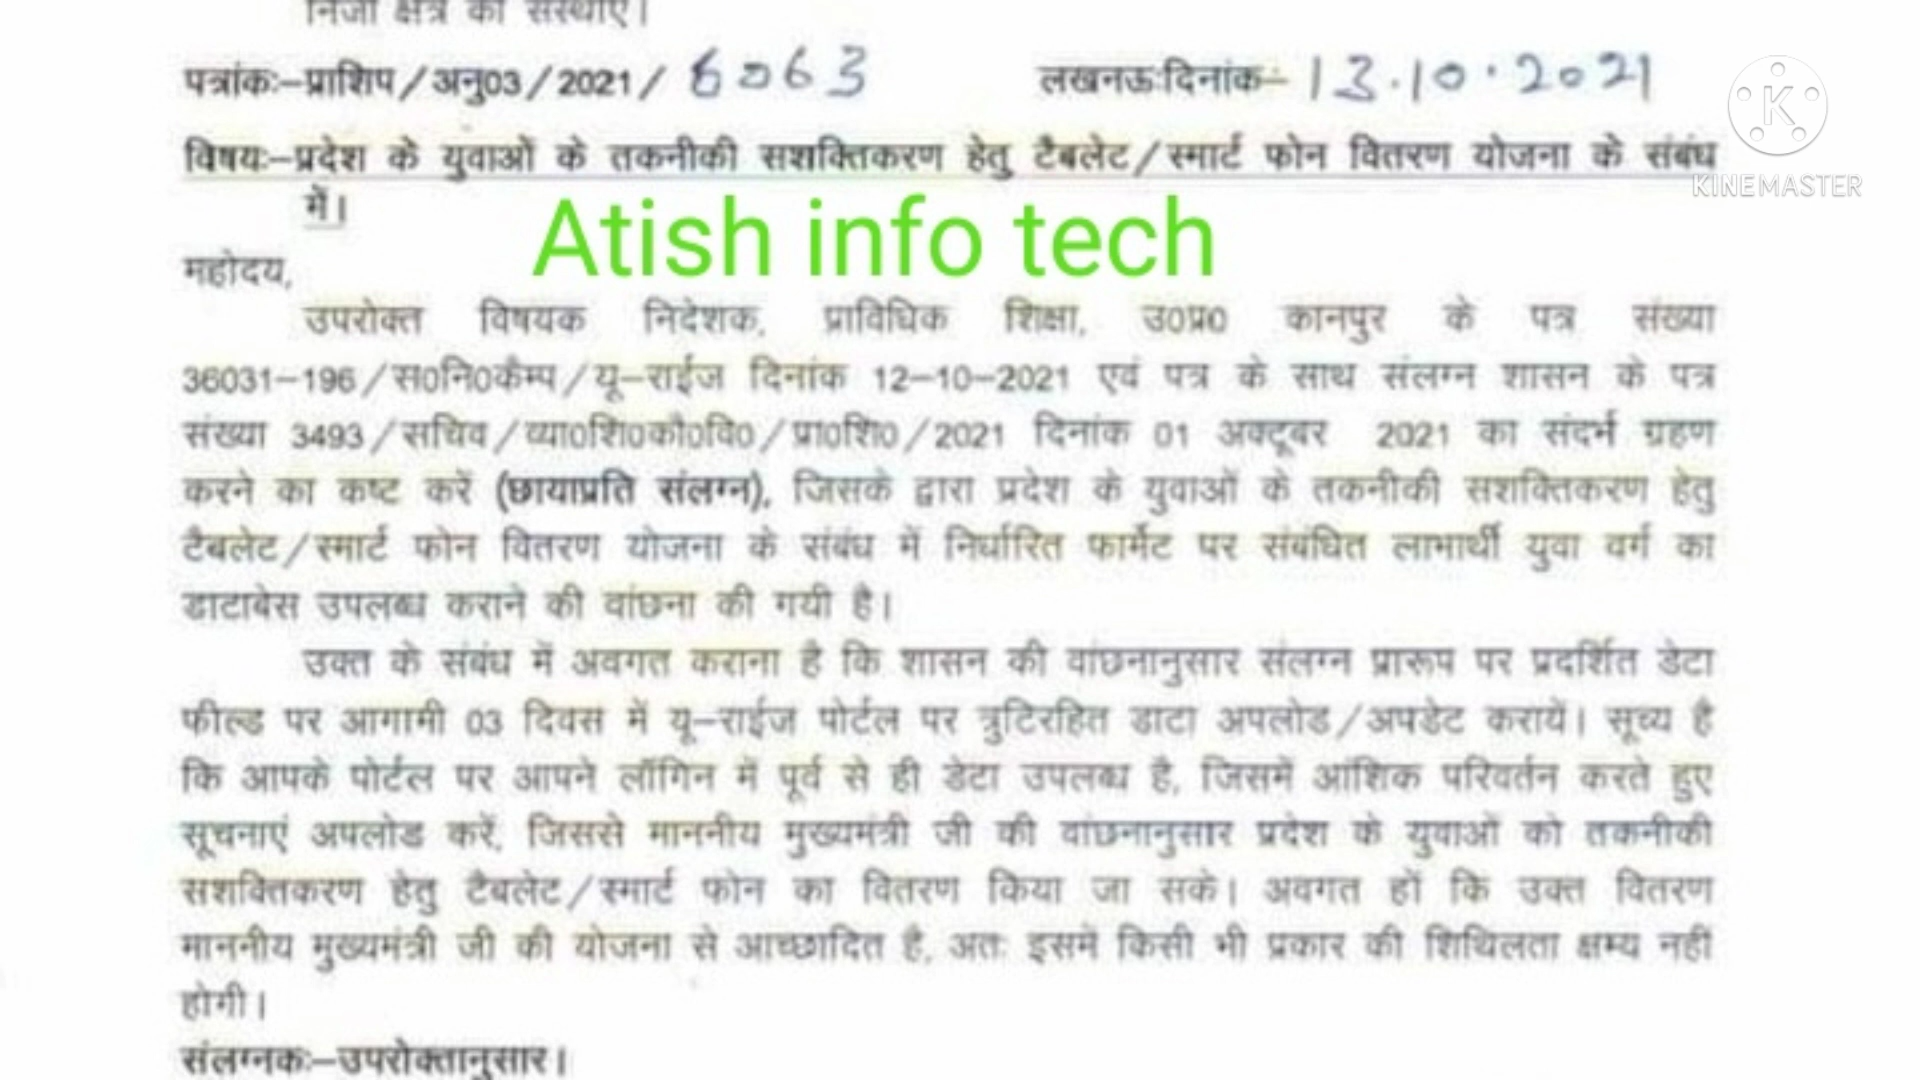 निजी क्षेत्र की संस्थाएं।
पत्रांकः–प्राशिप/अनु03/2021/ 6063 लखनऊःदिनांक– 13.10.2021
विषयः–प्रदेश के युवाओं के तकनीकी सशक्तिकरण हेतु टैबलेट/स्मार्ट फोन वितरण योजना के संबंध
में।
K
KINEMASTER
Atish info tech
महोदय,
उपरोक्त विषयक निदेशक, प्राविधिक शिक्षा, उ0प्र0 कानपुर के पत्र संख्या
36031–196/स0नि0कैम्प/यू–राईज दिनांक 12–10–2021 एवं पत्र के साथ संलग्न शासन के पत्र
संख्या 3493/सचिव/व्या0शि0कौ0वि0/प्रा0शि0/2021 दिनांक 01 अक्टूबर 2021 का संदर्भ ग्रहण
करने का कष्ट करें (छायाप्रति संलग्न), जिसके द्वारा प्रदेश के युवाओं के तकनीकी सशक्तिकरण हेतु
टैबलेट/स्मार्ट फोन वितरण योजना के संबंध में निर्धारित फार्मेट पर संबंधित लाभार्थी युवा वर्ग का
डाटाबेस उपलब्ध कराने की वांछना की गयी है।
उक्त के संबंध में अवगत कराना है कि शासन की वांछनानुसार संलग्न प्रारूप पर प्रदर्शित डेटा
फील्ड पर आगामी 03 दिवस में यू–राईज पोर्टल पर त्रुटिरहित डाटा अपलोड/अपडेट करायें। सूच्य है
कि आपके पोर्टल पर आपने लॉगिन में पूर्व से ही डेटा उपलब्ध है, जिसमें आंशिक परिवर्तन करते हुए
सूचनाएं अपलोड करें, जिससे माननीय मुख्यमंत्री जी की वांछनानुसार प्रदेश के युवाओं को तकनीकी
सशक्तिकरण हेतु टैबलेट/स्मार्ट फोन का वितरण किया जा सके। अवगत हों कि उक्त वितरण
माननीय मुख्यमंत्री जी की योजना से आच्छादित है, अतः इसमें किसी भी प्रकार की शिथिलता क्षम्य नहीं
होगी।
संलग्नकः–उपरोक्तानुसार।